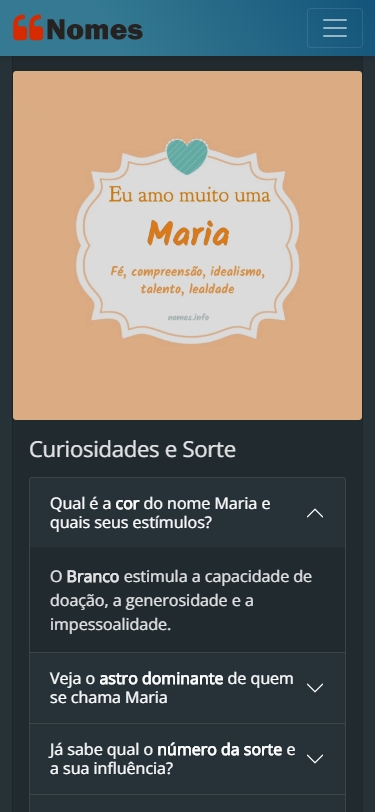 Nomes
Eu amo muito uma
Maria
Fé, compreensão, idealismo,
talento, lealdade
nomes.info
Curiosidades e Sorte
Qual é a cor do nome Maria e
quais seus estímulos?
O Branco estimula a capacidade de
doação, a generosidade e a
impessoalidade.
Veja o astro dominante de quem
se chama Maria
Já sabe qual o número da sorte e
a sua influência?